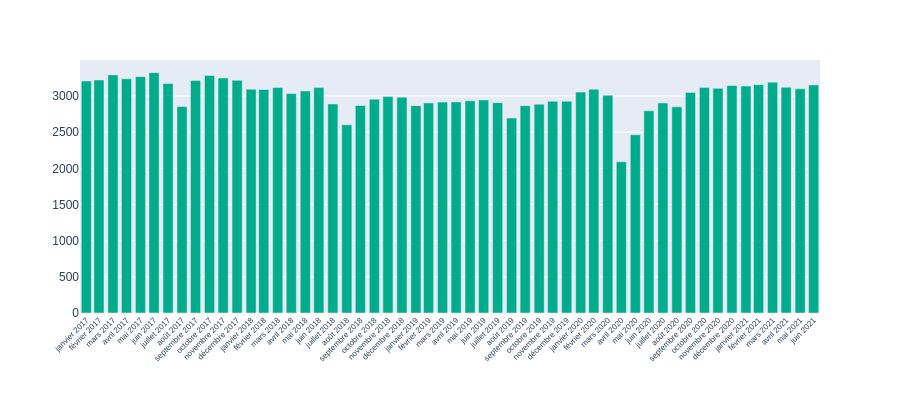 3000
2500
2000
1500
1000
500
0
janvier 2017
février 2017
mars 2017
avril 2017
mai 2017
juin 2017
juillet 2017
août 2017
septembre 2017
octobre 2017
novembre 2017
décembre 2017
janvier 2018
février 2018
mars 2018
avril 2018
mai 2018
juin 2018
juillet 2018
août 2018
septembre 2018
octobre 2018
novembre 2018
décembre 2018
janvier 2019
février 2019
mars 2019
avril 2019
mai 2019
juin 2019
juillet 2019
août 2019
septembre 2019
octobre 2019
novembre 2019
décembre 2019
janvier 2020
février 2020
mars 2020
avril 2020
mai 2020
juin 2020
juillet 2020
août 2020
septembre 2020
octobre 2020
novembre 2020
décembre 2020
janvier 2021
février 2021
mars 2021
avril 2021
mai 2021
juin 2021